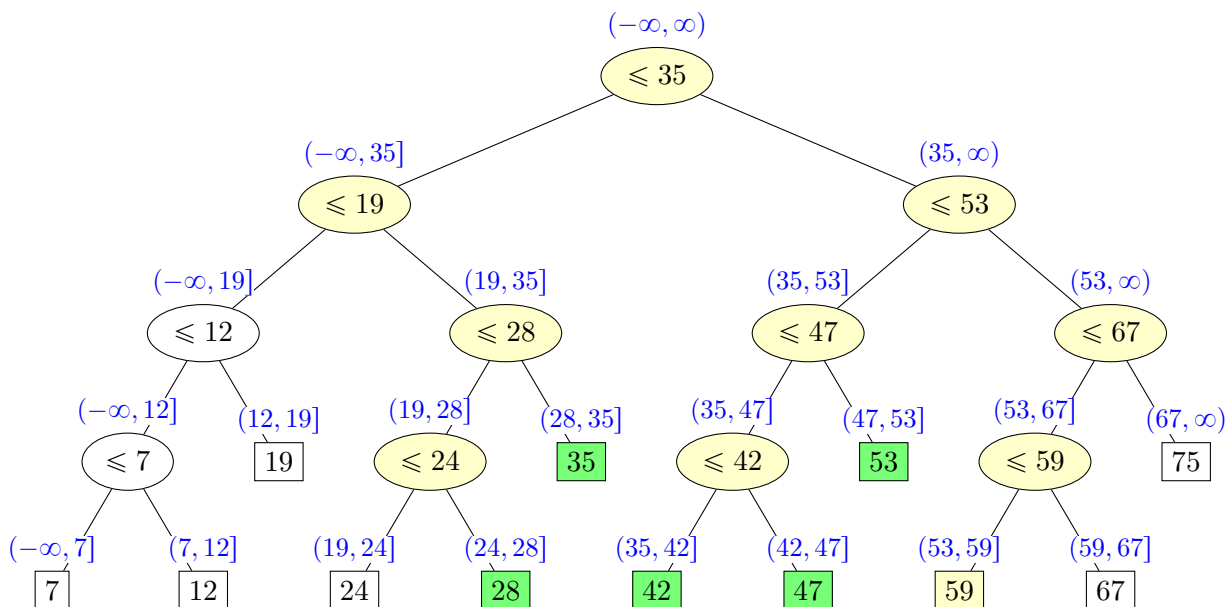 (−∞, ∞)
⩽ 35
(−∞, 35] (35, ∞)
⩽ 19 ⩽ 53
(−∞, 19] (19, 35] (35, 53] (53, ∞)
⩽ 12 ⩽ 28 ⩽ 47 ⩽ 67
(−∞, 12] (12, 19] (19, 28] (28, 35] (35, 47] (47, 53] (53, 67] (67, ∞)
⩽ 7 19 ⩽ 24 35 ⩽ 42 53 ⩽ 59 75
(−∞, 7] (7, 12] (19, 24] (24, 28] (35, 42] (42, 47] (53, 59] (59, 67]
7 12 24 28 42 47 59 67